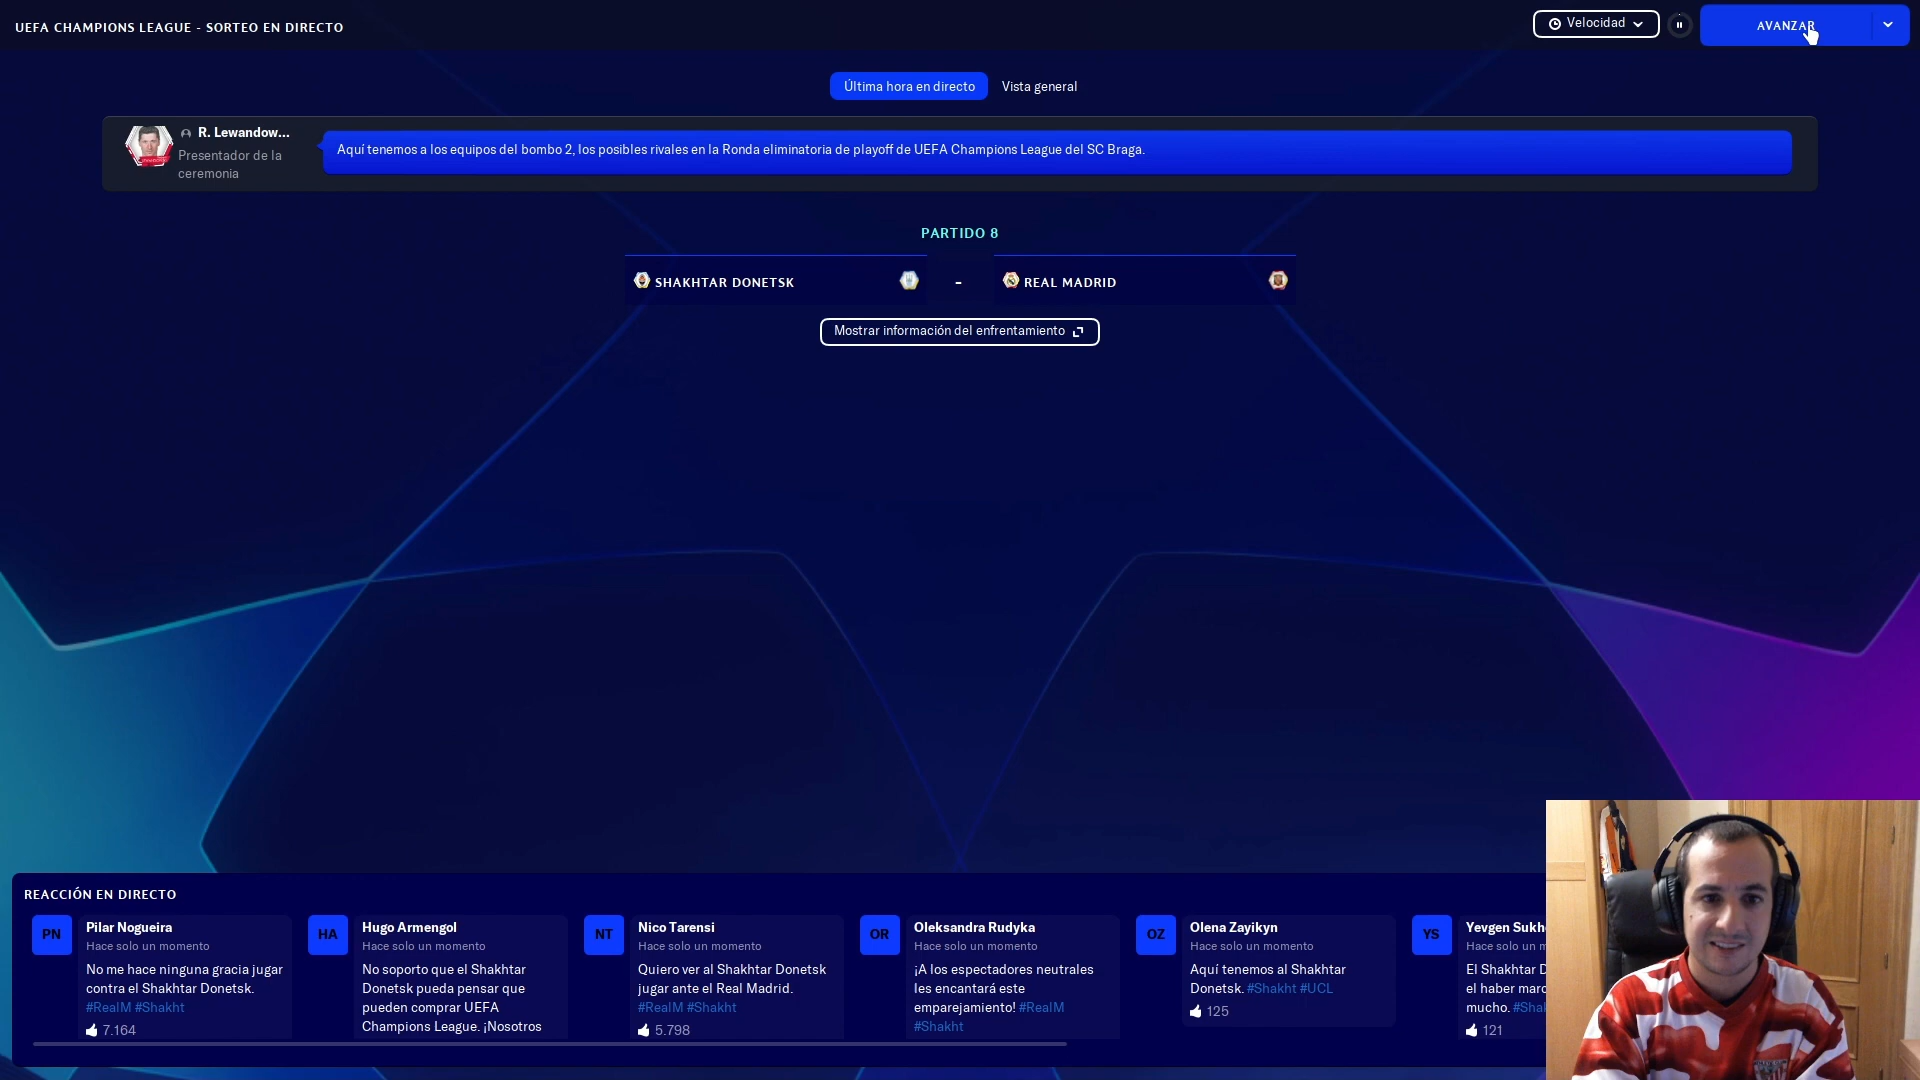 UEFA CHAMPIONS LEAGUE - SORTEO EN DIRECTO
Velocidad
AVANZAR
Última hora en directo
Vista general
R. Lewandow...
Presentador de la
ceremonia
Aquí tenemos a los equipos del bombo 2, los posibles rivales en la Ronda eliminatoria de playoff de UEFA Champions League del SC Braga.
PARTIDO 8
SHAKHTAR DONETSK
-
REAL MADRID
Mostrar información del enfrentamiento
REACCIÓN EN DIRECTO
PN
Pilar Nogueira
Hace solo un momento
No me hace ninguna gracia jugar
contra el Shakhtar Donetsk.
#RealM #Shakht
7.164
HA
Hugo Armengol
Hace solo un momento
No soporto que el Shakhtar
Donetsk pueda pensar que
pueden comprar UEFA
Champions League. ¡Nosotros
NT
Nico Tarensi
Hace solo un momento
Quiero ver al Shakhtar Donetsk
jugar ante el Real Madrid.
#RealM #Shakht
5.798
OR
Oleksandra Rudyka
Hace solo un momento
¡A los espectadores neutrales
les encantará este
emparejamiento! #RealM
#Shakht
OZ
Olena Zayikyn
Hace solo un momento
Aquí tenemos al Shakhtar
Donetsk. #Shakht #UCL
125
YS
Yevgen Sukh
Hace solo un m
El Shakhtar D
el haber marc
mucho. #Shak
121